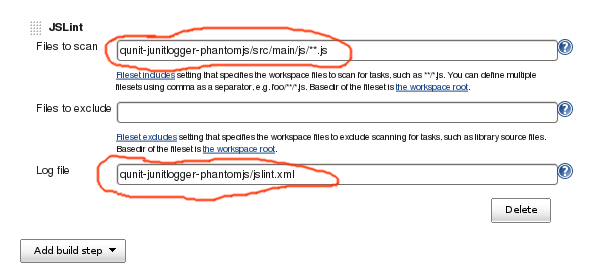 JSLint
Files to scan
qunit-junitlogger-phantomjs/src/main/js/**.js
Fileset includes setting that specifies the workspace files to scan for tasks, such as **/*.js. You can define multiple
filesets using comma as a separator, e.g. foo/**/*.js. Basedir of the fileset is the workspace root.
Files to exclude
Fileset excludes setting that specifies the workspace files to exclude scanning for tasks, such as library source files.
Basedir of the fileset is the workspace root.
Log file
qunit-junitlogger-phantomjs/jslint.xml
Delete
Add build step